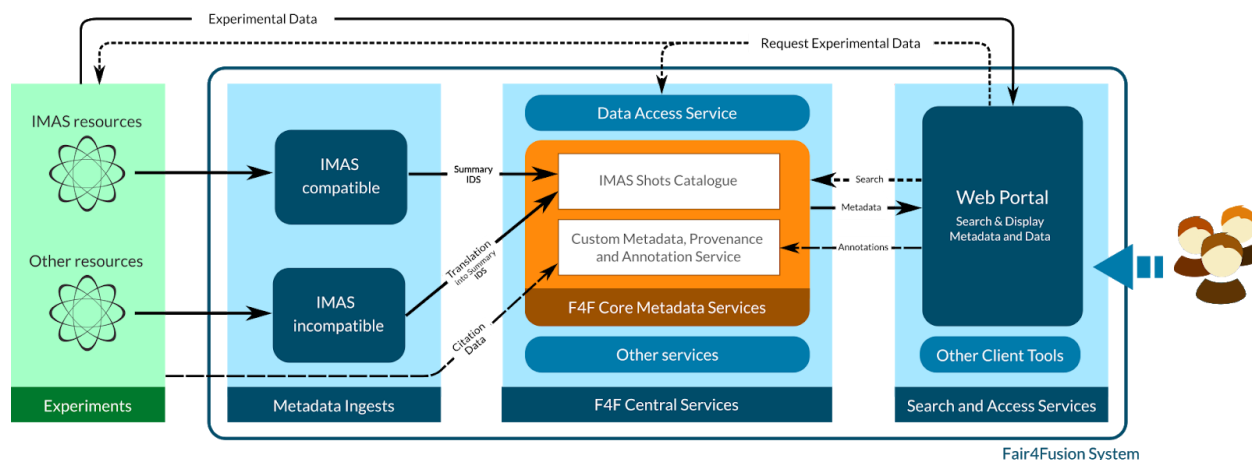 Experimental Data
Request Experimental Data
IMAS resources
Other resources
Experiments
IMAS
compatible
IMAS
incompatible
Metadata Ingests
Summary
IDS
Translation
into Summary
IDS
Citation
Data
Data Access Service
IMAS Shots Catalogue
Custom Metadata, Provenance
and Annotation Service
F4F Core Metadata Services
Other services
F4F Central Services
Search
Metadata
Annotations
Web Portal
Search & Display
Metadata and Data
Other Client Tools
Search and Access Services
Fair4Fusion System